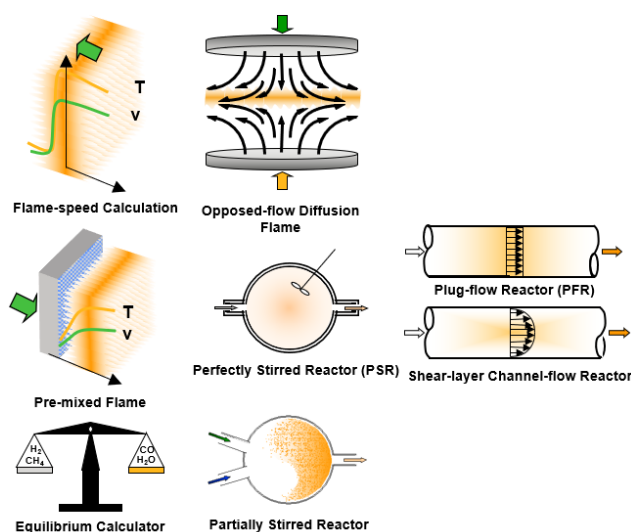 T
v
Flame-speed Calculation
Opposed-flow Diffusion
Flame
T
v
Pre-mixed Flame
Perfectly Stirred Reactor (PSR)
Plug-flow Reactor (PFR)
Shear-layer Channel-flow Reactor
H2
CH4
CO
H2O
Equilibrium Calculator
Partially Stirred Reactor